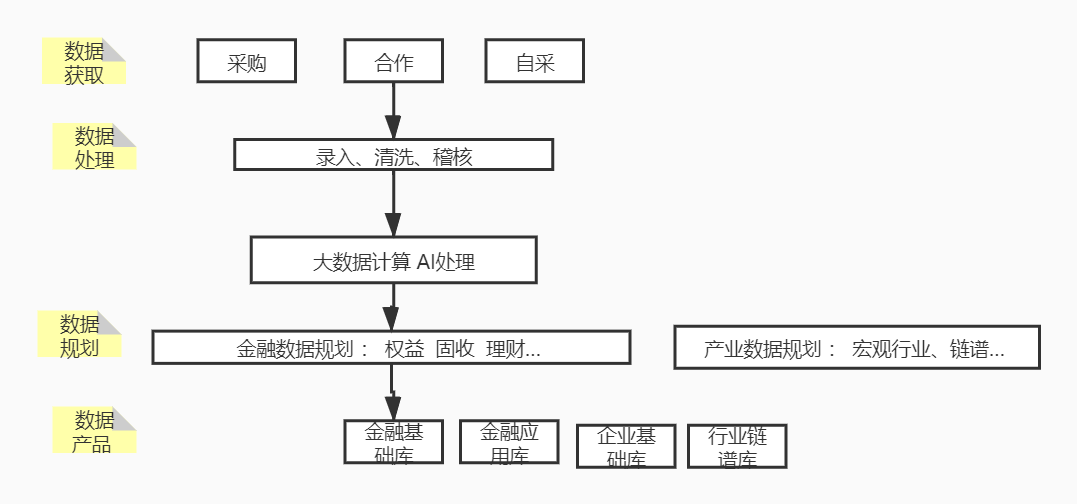 数据
获取
采购
合作
自采
数据
处理
录入、清洗、稽核
大数据计算 AI处理
数据
规划
金融数据规划： 权益 固收 理财...
产业数据规划： 宏观行业、链谱...
数据
产品
金融基
础库
金融应
用库
企业基
础库
行业链
谱库